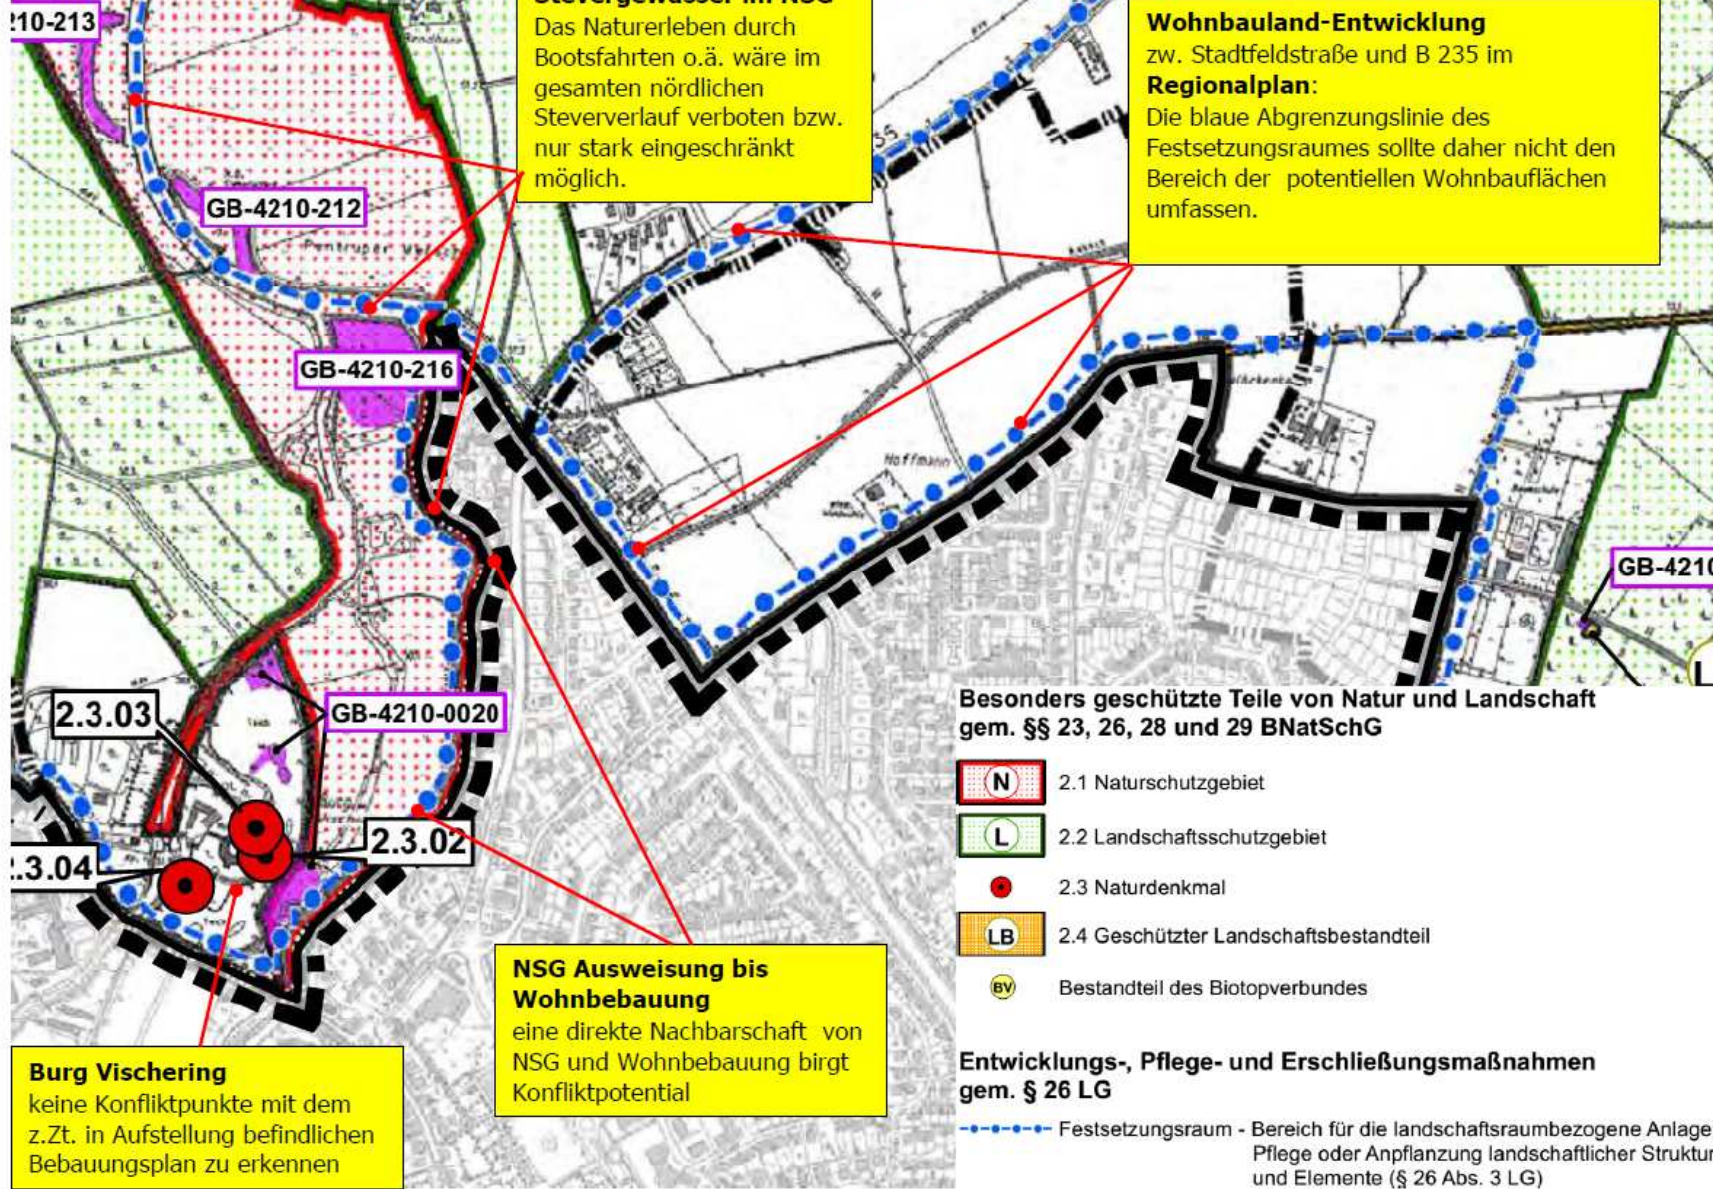 210-213
Stevergewässer im NSG
Das Naturerleben durch
Bootsfahrten o.ä. wäre im
gesamten nördlichen
Steververlauf verboten bzw.
nur stark eingeschränkt
möglich.
Wohnbauland-Entwicklung
zw. Stadtfeldstraße und B 235 im
Regionalplan:
Die blaue Abgrenzungslinie des
Festsetzungsraumes sollte daher nicht den
Bereich der potentiellen Wohnbauflächen
umfassen.
GB-4210-212
GB-4210-216
Hoffmann
GB-4210
L
2.3.03
GB-4210-0020
2.3.02
2.3.04
Burg Vischering
keine Konfliktpunkte mit dem
z.Zt. in Aufstellung befindlichen
Bebauungsplan zu erkennen
NSG Ausweisung bis
Wohnbebauung
eine direkte Nachbarschaft von
NSG und Wohnbebauung birgt
Konfliktpotential
Besonders geschützte Teile von Natur und Landschaft
gem. §§ 23, 26, 28 und 29 BNatSchG
N 2.1 Naturschutzgebiet
L 2.2 Landschaftsschutzgebiet
2.3 Naturdenkmal
LB 2.4 Geschützter Landschaftsbestandteil
BV Bestandteil des Biotopverbundes
Entwicklungs-, Pflege- und Erschließungsmaßnahmen
gem. § 26 LG
Festsetzungsraum - Bereich für die landschaftsraumbezogene Anlage
Pflege oder Anpflanzung landschaftlicher Struktur
und Elemente (§ 26 Abs. 3 LG)